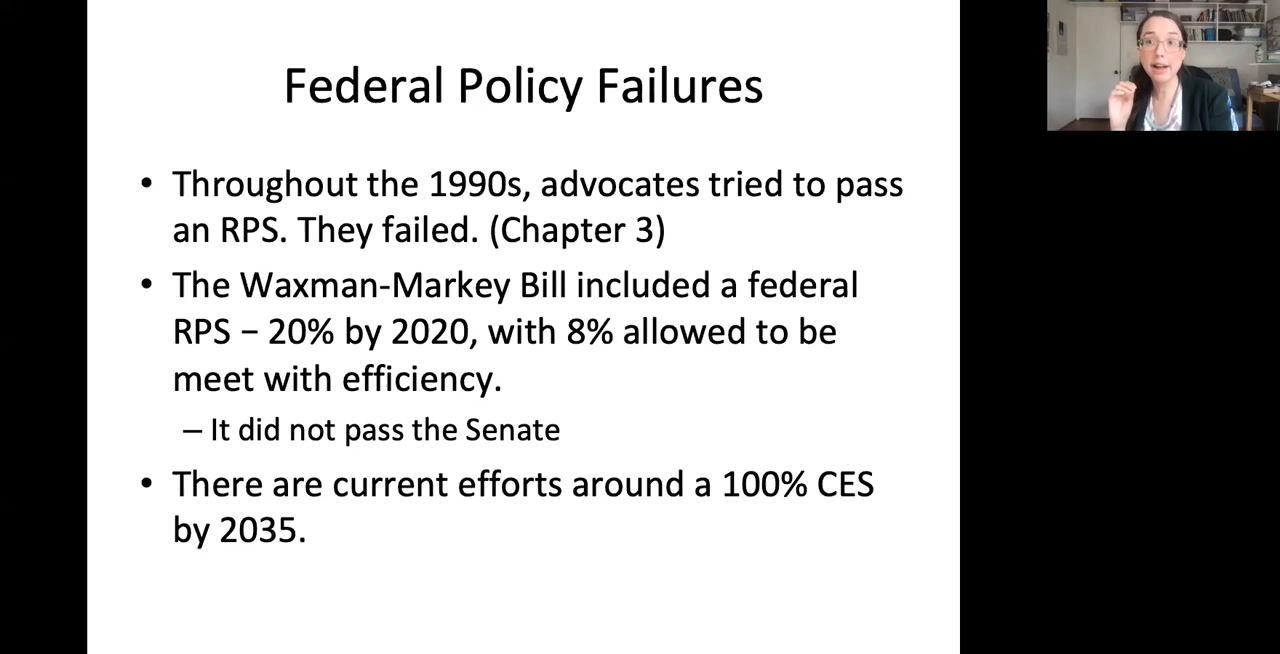 Federal Policy Failures
• Throughout the 1990s, advocates tried to pass
an RPS. They failed. (Chapter 3)
• The Waxman-Markey Bill included a federal
RPS – 20% by 2020, with 8% allowed to be
meet with efficiency.
– It did not pass the Senate
• There are current efforts around a 100% CES
by 2035.